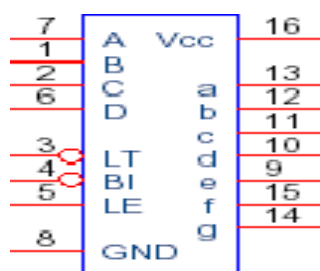 7 A Vcc 16
1 B
2 C a 13
6 D b 12
c 11
3 LT d 10
4 BI e 9
5 LE f 15
g 14
8 GND